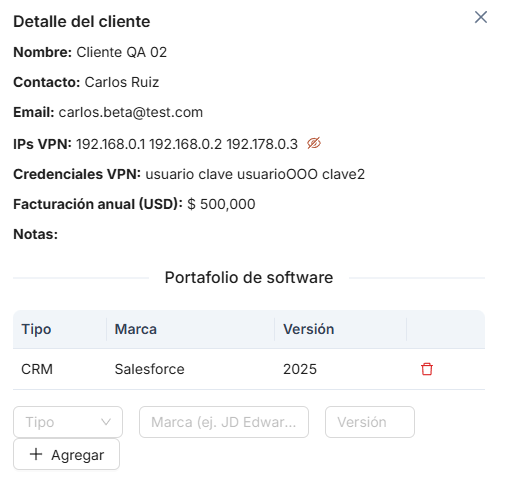 Detalle del cliente
Nombre: Cliente QA 02
Contacto: Carlos Ruiz
Email: carlos.beta@test.com
IPs VPN: 192.168.0.1 192.168.0.2 192.178.0.3
Credenciales VPN: usuario clave usuarioOOO clave2
Facturación anual (USD): $ 500,000
Notas:
Portafolio de software
Tipo Marca Versión
CRM Salesforce 2025
Tipo Marca (ej. JD Edwar... Versión
+ Agregar